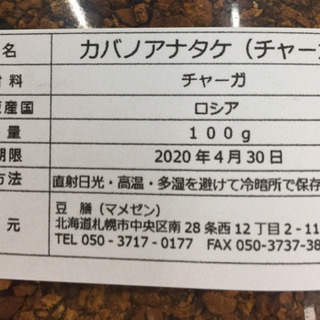 名 カバノアナタケ（チャー
材料 チャーガ
産国 ロシア
量 １００ｇ
期限 2020年4月30日
方法 直射日光・高温・多湿を避けて冷暗所で保存
元 豆 膳（マメゼン）
北海道札幌市中央区南28条西12丁目2-11
TEL 050-3717-0177 FAX 050-3737-38